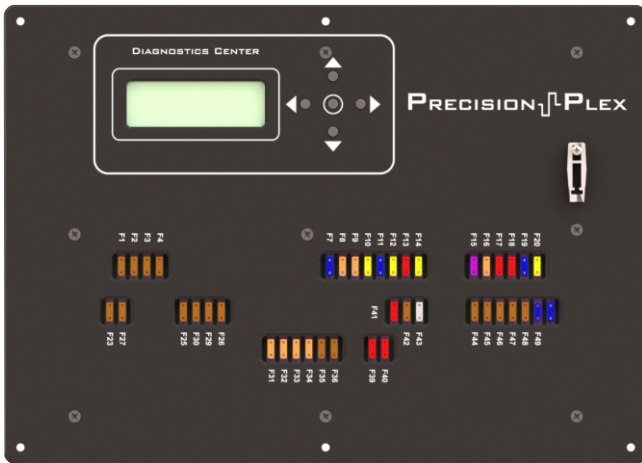 DIAGNOSTICS CENTER
PRECISION PLEX
F1 F2 F3 F4
F7 F8 F9 F10 F11 F12 F13 F14
F15 F16 F17 F18 F19 F20
F41
F23 F27
F25 F30 F29 F26
F42 F43
F44 F45 F46 F47 F48 F49
F31 F32 F33 F34 F35 F36
F39 F40